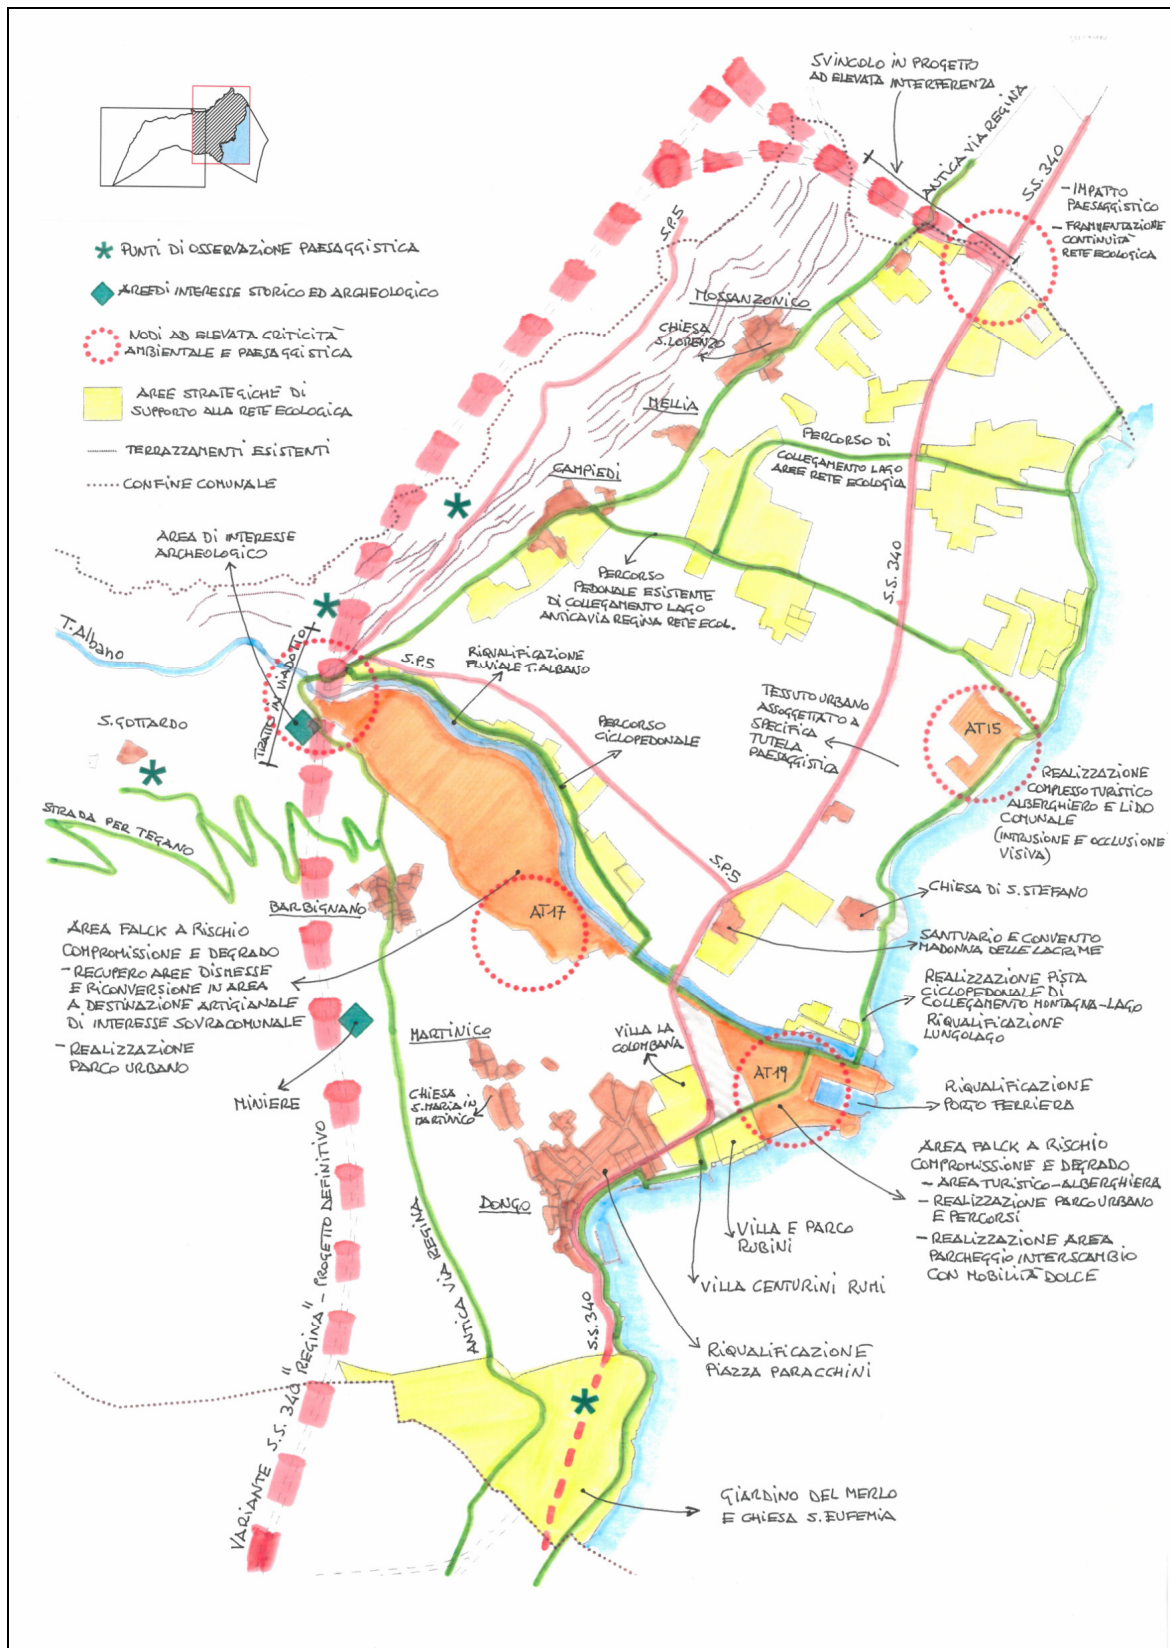 SVINCOLO IN PROGETTO
AD ELEVATA INTERFERENZA
ANTICA VIA REGINA
S.S. 340
- IMPATTO
PAESAGGISTICO
- FRAMMENTAZIONE
CONTINUITÀ
RETE ECOLOGICA
PUNTI DI OSSERVAZIONE PAESAGGISTICA
AREE DI INTERESSE STORICO ED ARCHEOLOGICO
NODI AD ELEVATA CRITICITÀ
AMBIENTALE E PAESAGGISTICA
AREE STRATEGICHE DI
SUPPORTO ALLA RETE ECOLOGICA
TERRAZZAMENTI ESISTENTI
CONFINE COMUNALE
S.P.5
MOSSANZONICO
CHIESA
S.LORENZO
MELLIA
CAMPIEDI
PERCORSO DI
COLLEGAMENTO LAGO
AREE RETE ECOLOGICA
AREA DI INTERESSE
ARCHEOLOGICO
PERCORSO
PEDONALE ESISTENTE
DI COLLEGAMENTO LAGO
ANTICA VIA REGINA RETE ECOL.
S.S. 340
T. Albano
TRATTO IN VIADOTTO
S.P.5
RIQUALIFICAZIONE
FLUVIALE T. ALBANO
S. GOTTARDO
PERCORSO
CICLOPEDONALE
TESSUTO URBANO
ASSOGGETTATO A
SPECIFICA
TUTELA
PAESAGGISTICA
AT15
REALIZZAZIONE
COMPLESSO TURISTICO
ALBERGHIERO E LIDO
COMUNALE
(INTRUSIONE E OCCLUSIONE
VISIVA)
STRADA PER TEGANO
S.P.5
BARBIGNANO
AT17
CHIESA DI S. STEFANO
SANTUARIO E CONVENTO
MADONNA DELLE LACRIME
AREA FALCK A RISCHIO
COMPROMISSIONE E DEGRADO
- RECUPERO AREE DISMESSE
E RICONVERSIONE IN AREA
A DESTINAZIONE ARTIGIANALE
DI INTERESSE SOVRACOMUNALE
- REALIZZAZIONE
PARCO URBANO
REALIZZAZIONE PISTA
CICLOPEDONALE DI
COLLEGAMENTO MONTAGNA-LAGO
RIQUALIFICAZIONE
LUNGOLAGO
MARTINICO
VILLA LA
COLOMBANA
AT19
MINIERE
CHIESA
S. MARIA IN
MARTINICO
RIQUALIFICAZIONE
PORTO FERRIERA
AREA FALCK A RISCHIO
COMPROMISSIONE E DEGRADO
- AREA TURISTICO-ALBERGHIERA
- REALIZZAZIONE PARCO URBANO
E PERCORSI
- REALIZZAZIONE AREA
PARCHEGGIO INTERSCAMBIO
CON MOBILITÀ DOLCE
DONGO
VILLA E PARCO
RUBINI
VILLA CENTURINI RUMI
ANTICA VIA REGINA
S.S. 340
RIQUALIFICAZIONE
PIAZZA PARACCHINI
VARIANTE S.S. 340 "REGINA" - PROGETTO DEFINITIVO
GIARDINO DEL MERLO
E CHIESA S. EUFEMIA